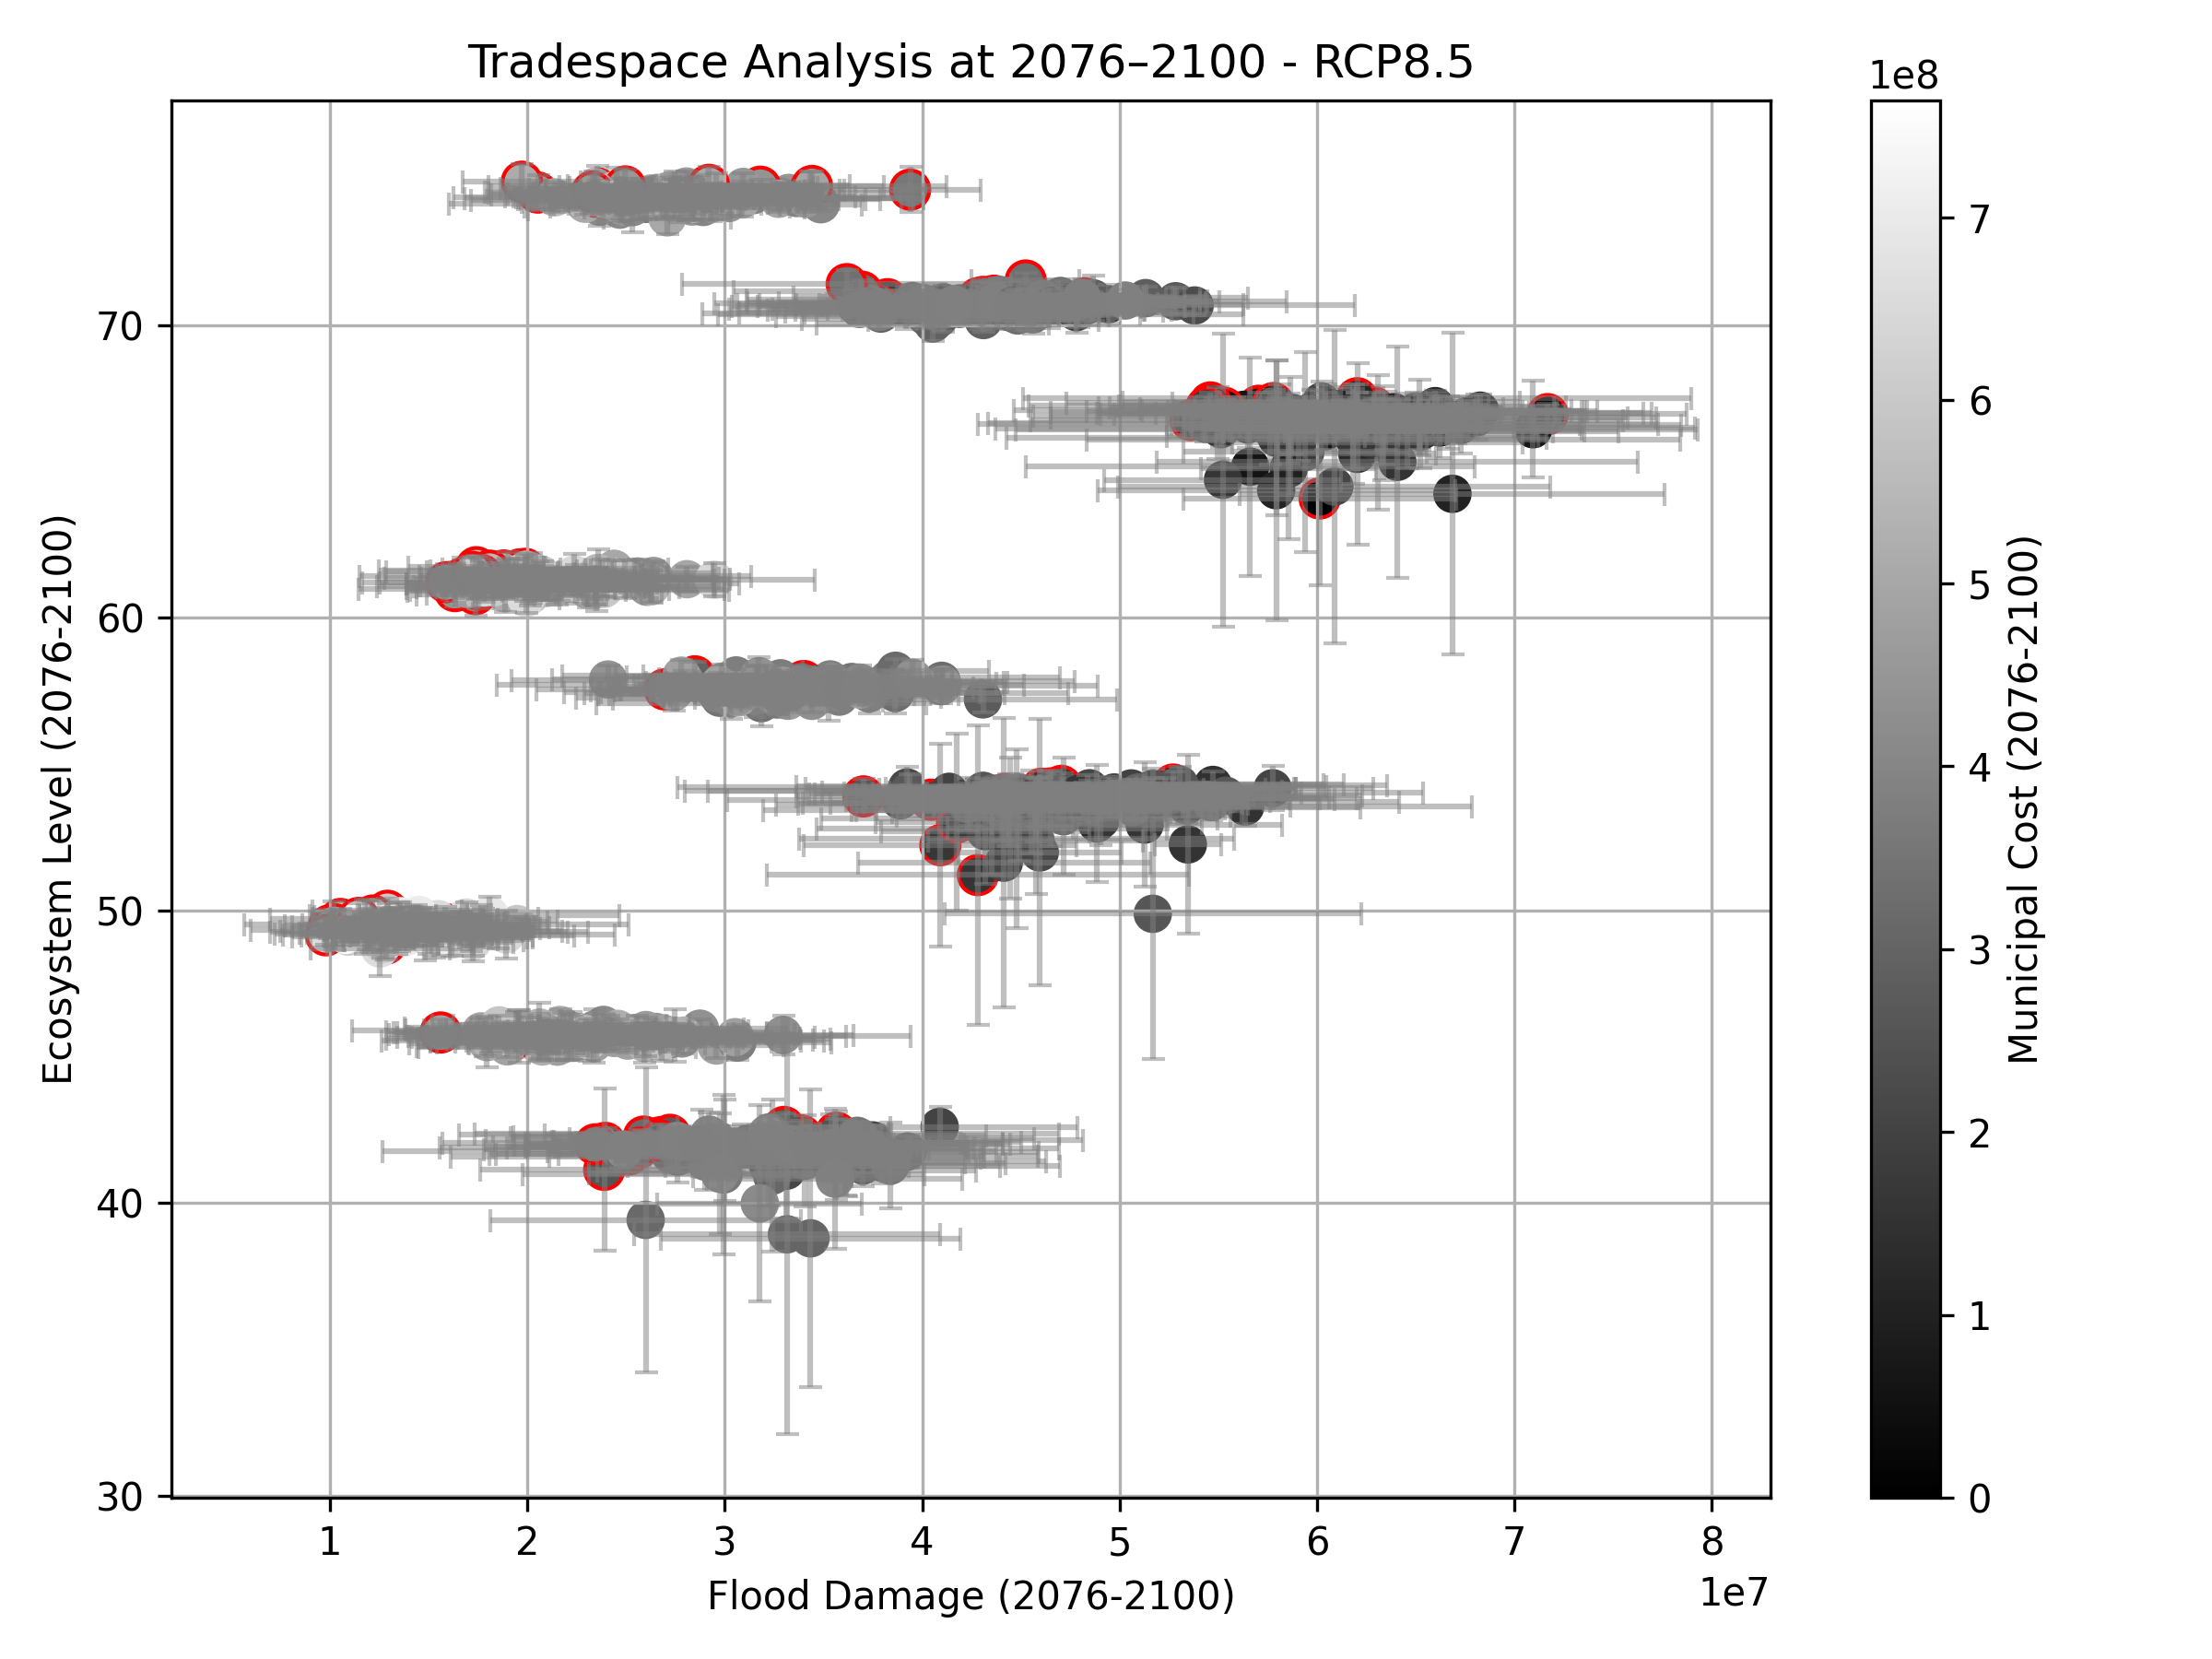 Tradespace Analysis at 2076–2100 - RCP8.5
1e8
70
60
50
40
30
Ecosystem Level (2076-2100)
1 2 3 4 5 6 7 8
1e7
Flood Damage (2076-2100)
7
6
5
4
3
2
1
0
Municipal Cost (2076-2100)